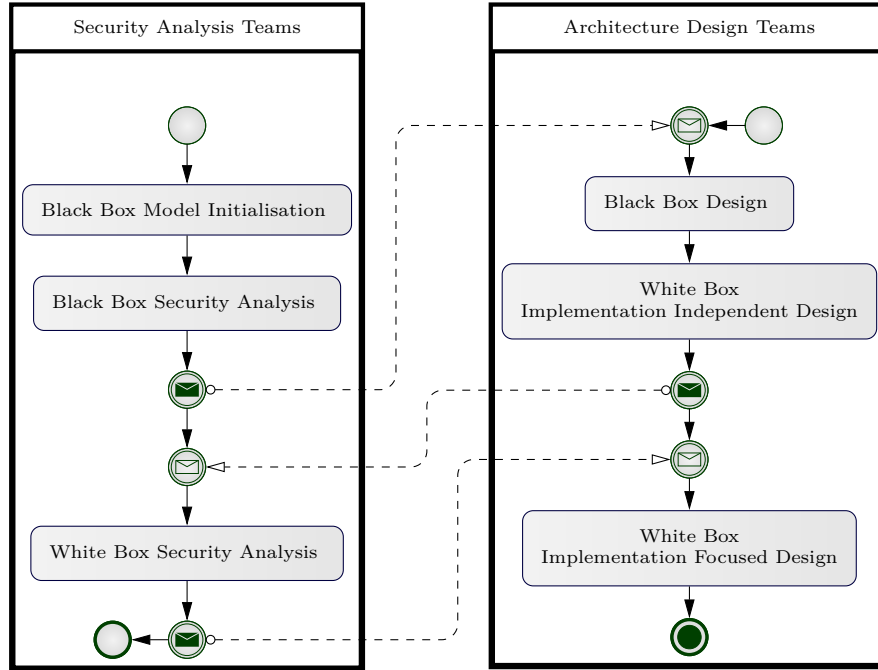 Security Analysis Teams
Black Box Model Initialisation
Black Box Security Analysis
White Box Security Analysis
Architecture Design Teams
Black Box Design
White Box
Implementation Independent Design
White Box
Implementation Focused Design